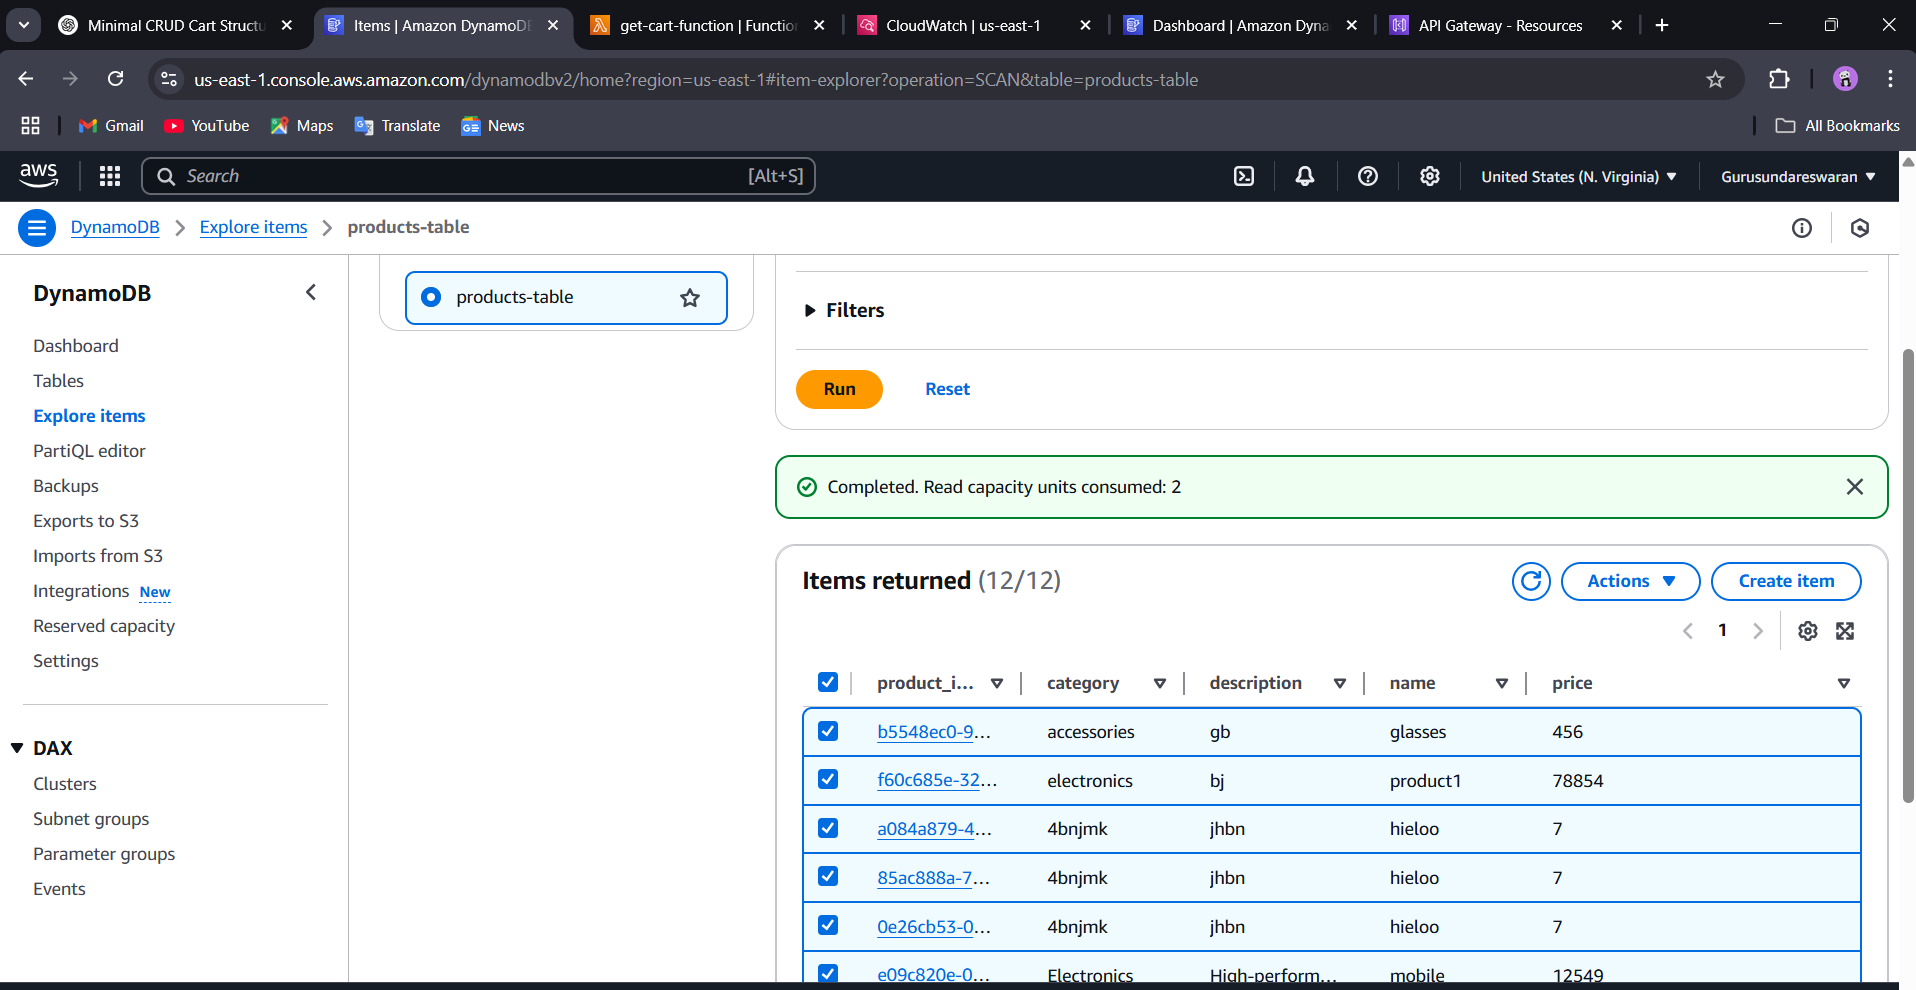 Minimal CRUD Cart Structu
Items | Amazon DynamoDB
get-cart-function | Function
CloudWatch | us-east-1
Dashboard | Amazon Dyna
API Gateway - Resources
us-east-1.console.aws.amazon.com/dynamodbv2/home?region=us-east-1#item-explorer?operation=SCAN&table=products-table
Gmail YouTube Maps Translate News All Bookmarks
aws Search [Alt+S] United States (N. Virginia) Gurusundareswaran
DynamoDB Explore items products-table
DynamoDB
Dashboard
Tables
Explore items
PartiQL editor
Backups
Exports to S3
Imports from S3
Integrations New
Reserved capacity
Settings
DAX
Clusters
Subnet groups
Parameter groups
Events
products-table
Filters
Run Reset
Completed. Read capacity units consumed: 2
Items returned (12/12) Actions Create item
1
product_i... category description name price
b5548ec0-9... accessories gb glasses 456
f60c685e-32... electronics bj product1 78854
a084a879-4... 4bnjmk jhbn hieloo 7
85ac888a-7... 4bnjmk jhbn hieloo 7
0e26cb53-0... 4bnjmk jhbn hieloo 7
e09c820e-0... Electronics High-perform... mobile 12549